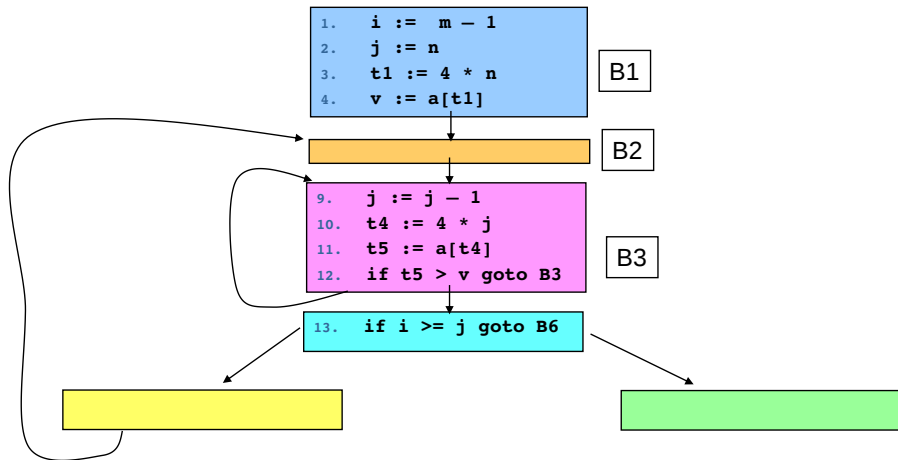 1. i := m – 1
2. j := n
3. t1 := 4 * n
4. v := a[t1]
B1
B2
9. j := j – 1
10. t4 := 4 * j
11. t5 := a[t4]
12. if t5 > v goto B3
B3
13. if i >= j goto B6